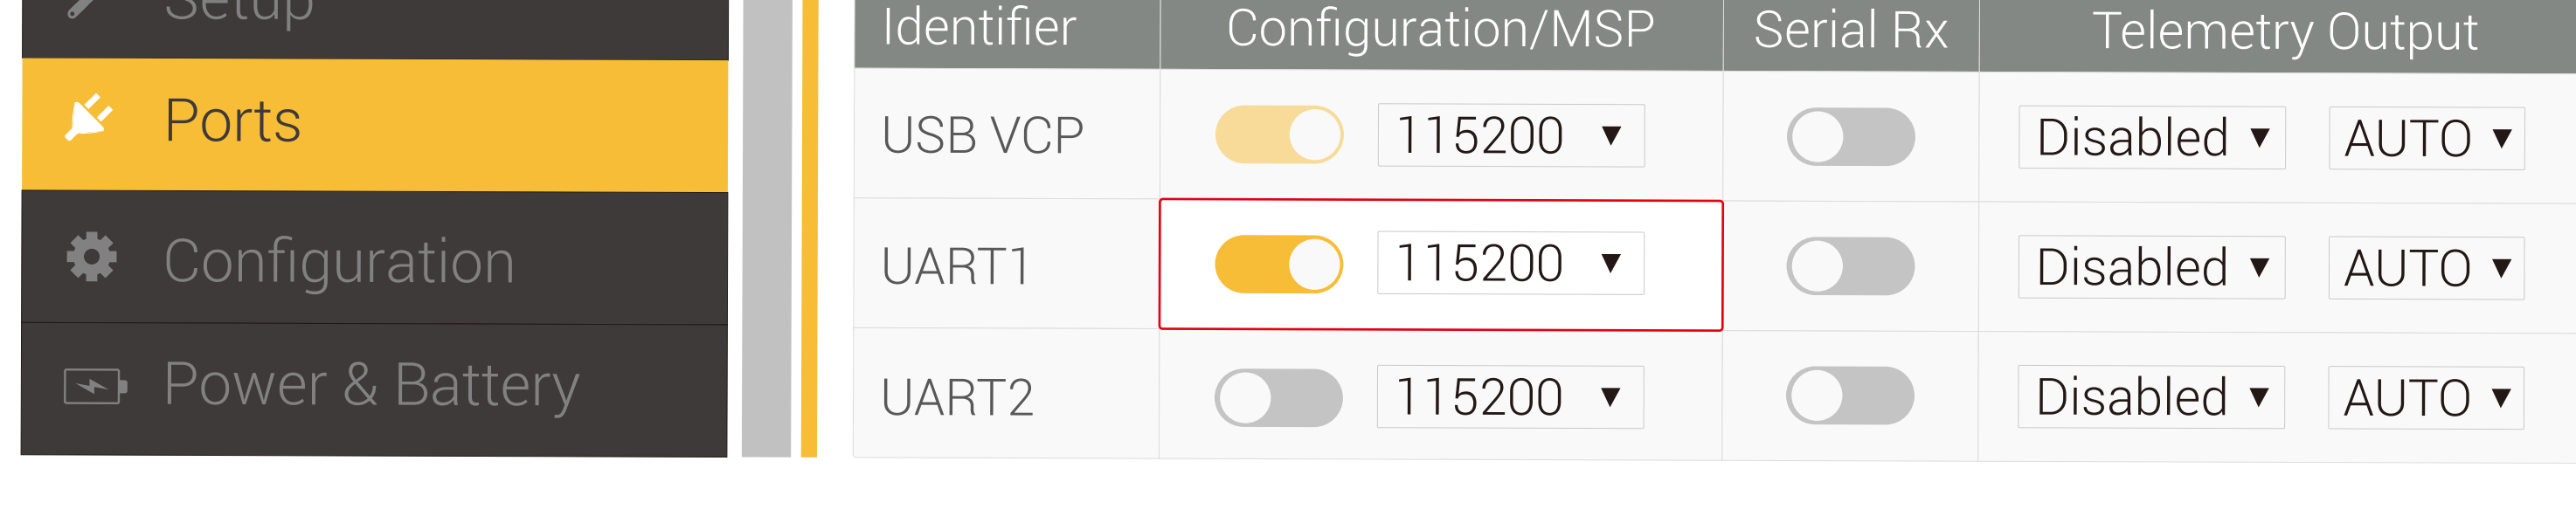 Setup
Ports
Configuration
Power & Battery
Identifier Configuration/MSP Serial Rx Telemetry Output
USB VCP 115200 ▼ Disabled ▼ AUTO ▼
UART1 115200 ▼ Disabled ▼ AUTO ▼
UART2 115200 ▼ Disabled ▼ AUTO ▼